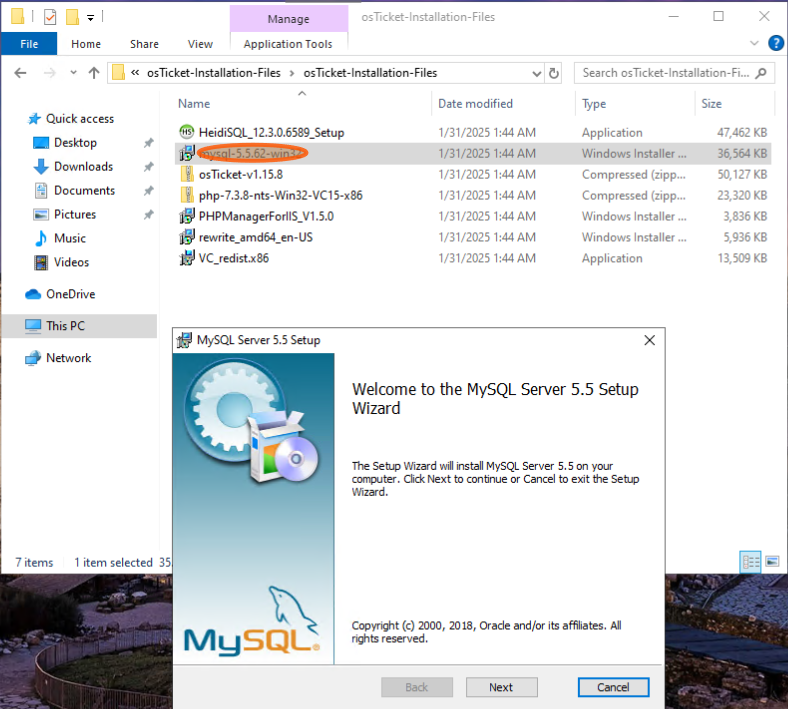 Manage
osTicket-Installation-Files
File Home Share View Application Tools
« osTicket-Installation-Files › osTicket-Installation-Files
Search osTicket-Installation-Fi...
Name Date modified Type Size
Quick access
Desktop
Downloads
Documents
Pictures
Music
Videos
OneDrive
This PC
Network
HeidiSQL_12.3.0.6589_Setup 1/31/2025 1:44 AM Application 47,462 KB
mysql-5.5.62-win32 1/31/2025 1:44 AM Windows Installer ... 36,564 KB
osTicket-v1.15.8 1/31/2025 1:44 AM Compressed (zipp... 50,127 KB
php-7.3.8-nts-Win32-VC15-x86 1/31/2025 1:44 AM Compressed (zipp... 23,320 KB
PHPManagerForIIS_V1.5.0 1/31/2025 1:44 AM Windows Installer ... 3,836 KB
rewrite_amd64_en-US 1/31/2025 1:44 AM Windows Installer ... 5,936 KB
VC_redist.x86 1/31/2025 1:44 AM Application 13,509 KB
7 items 1 item selected 35
MySQL Server 5.5 Setup
Welcome to the MySQL Server 5.5 Setup
Wizard
The Setup Wizard will install MySQL Server 5.5 on your
computer. Click Next to continue or Cancel to exit the Setup
Wizard.
MySQL®
Copyright (c) 2000, 2018, Oracle and/or its affiliates. All
rights reserved.
Back Next Cancel